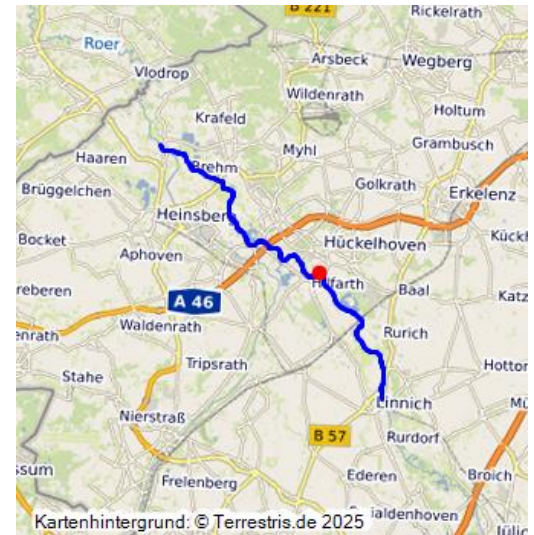 B 221
Rickelrath
Roer
Arsbeck
Wegberg
Vlodrop
Wildenrath
Holtum
Krafeld
Grambusch
Myhl
Haaren
Brehm
Golkrath
Erkelenz
Brüggelchen
Heinsberg
Hückelhoven
Bocket
Aphoven
Hilfarth
Baal
A 46
Waldenrath
Rurich
Tripsrath
Stahe
Linnich
Nierstraß
B 57
Rurdorf
Ederen
Broich
Frelenberg
Kartenhintergrund: © Terrestris.de 2025